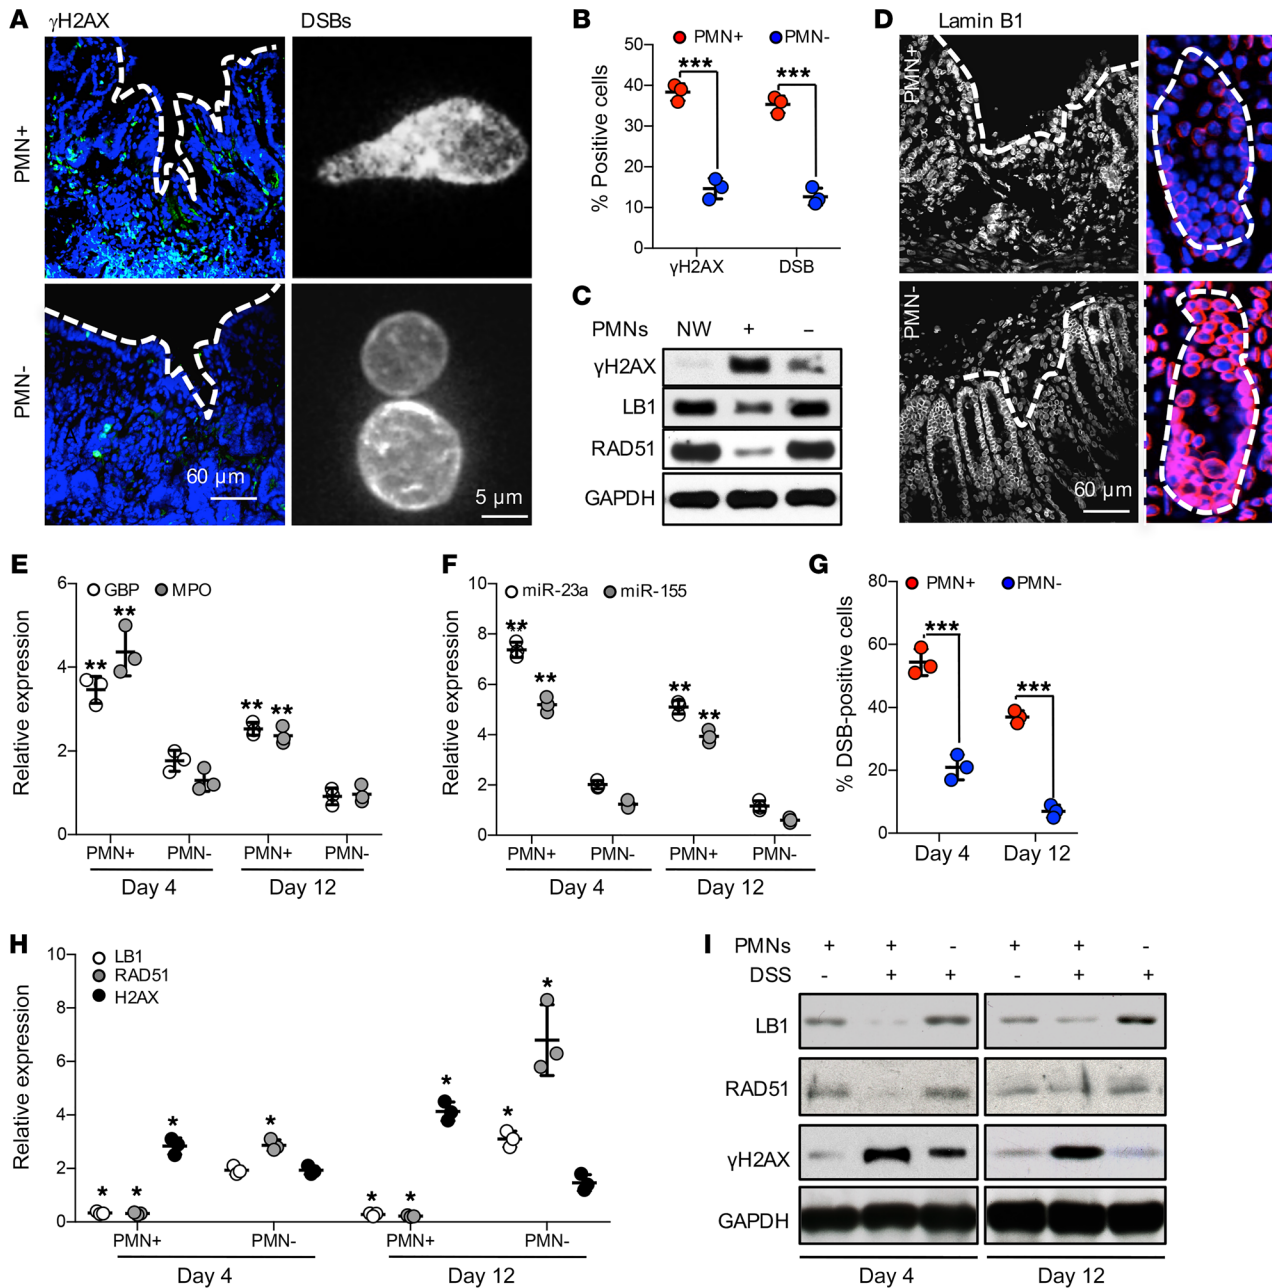 A
γH2AX
DSBs
PMN+
PMN-
60 µm
5 µm
B
PMN+
PMN-
% Positive cells
50
40
30
20
10
0
***
***
γH2AX
DSB
C
PMNs
NW
+
–
γH2AX
LB1
RAD51
GAPDH
D
Lamin B1
PMN+
PMN-
60 µm
E
GBP
MPO
Relative expression
6
4
2
0
**
**
**
**
PMN+
PMN-
PMN+
PMN-
Day 4
Day 12
F
miR-23a
miR-155
Relative expression
10
8
6
4
2
0
**
**
**
**
PMN+
PMN-
PMN+
PMN-
Day 4
Day 12
G
PMN+
PMN-
% DSB-positive cells
80
60
40
20
0
***
***
Day 4
Day 12
H
LB1
RAD51
H2AX
Relative expression
10
8
6
4
2
0
*
*
*
*
*
*
*
*
*
PMN+
PMN-
PMN+
PMN-
Day 4
Day 12
I
PMNs + + - + + -
DSS - + + - + +
LB1
RAD51
γH2AX
GAPDH
Day 4
Day 12